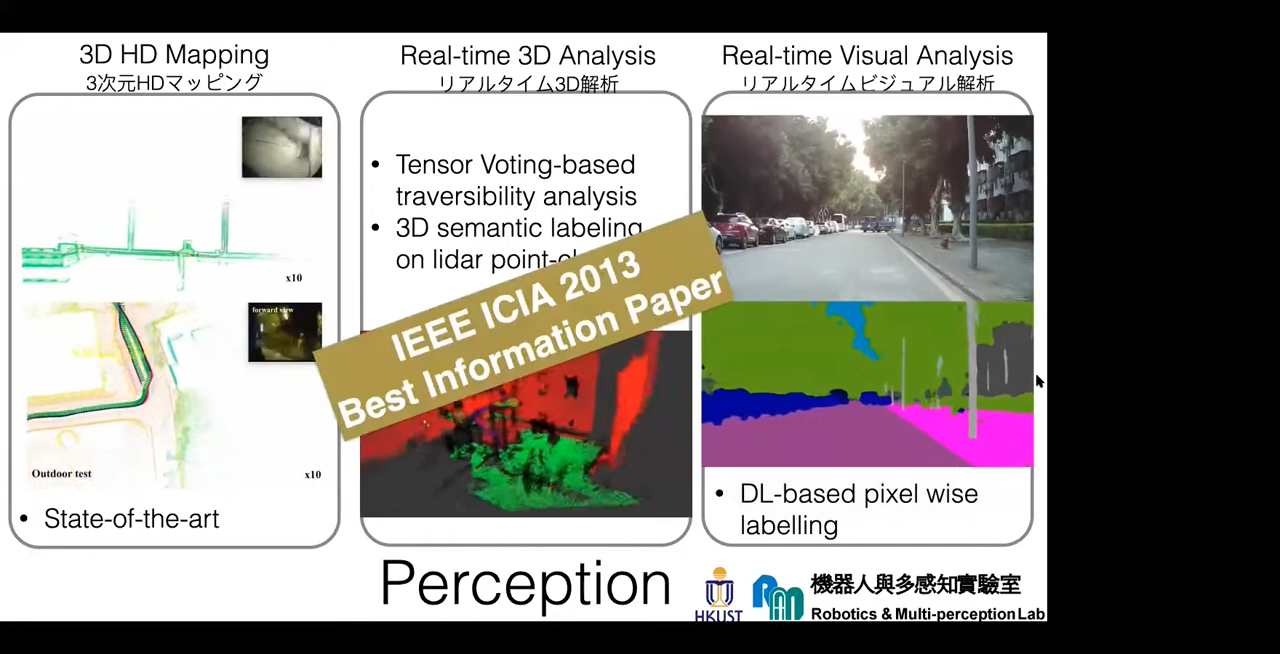 3D HD Mapping
3次元HDマッピング
x10
forward view
Outdoor test
x10
• State-of-the-art
Real-time 3D Analysis
リアルタイム3D解析
• Tensor Voting-based
traversibility analysis
• 3D semantic labeling
on lidar
IEEE ICIA 2013
Best Information Paper
Real-time Visual Analysis
リアルタイムビジュアル解析
• DL-based pixel wise
labelling
Perception
HKUST
RAM
機器人與多感知實驗室
Robotics & Multi-perception Lab